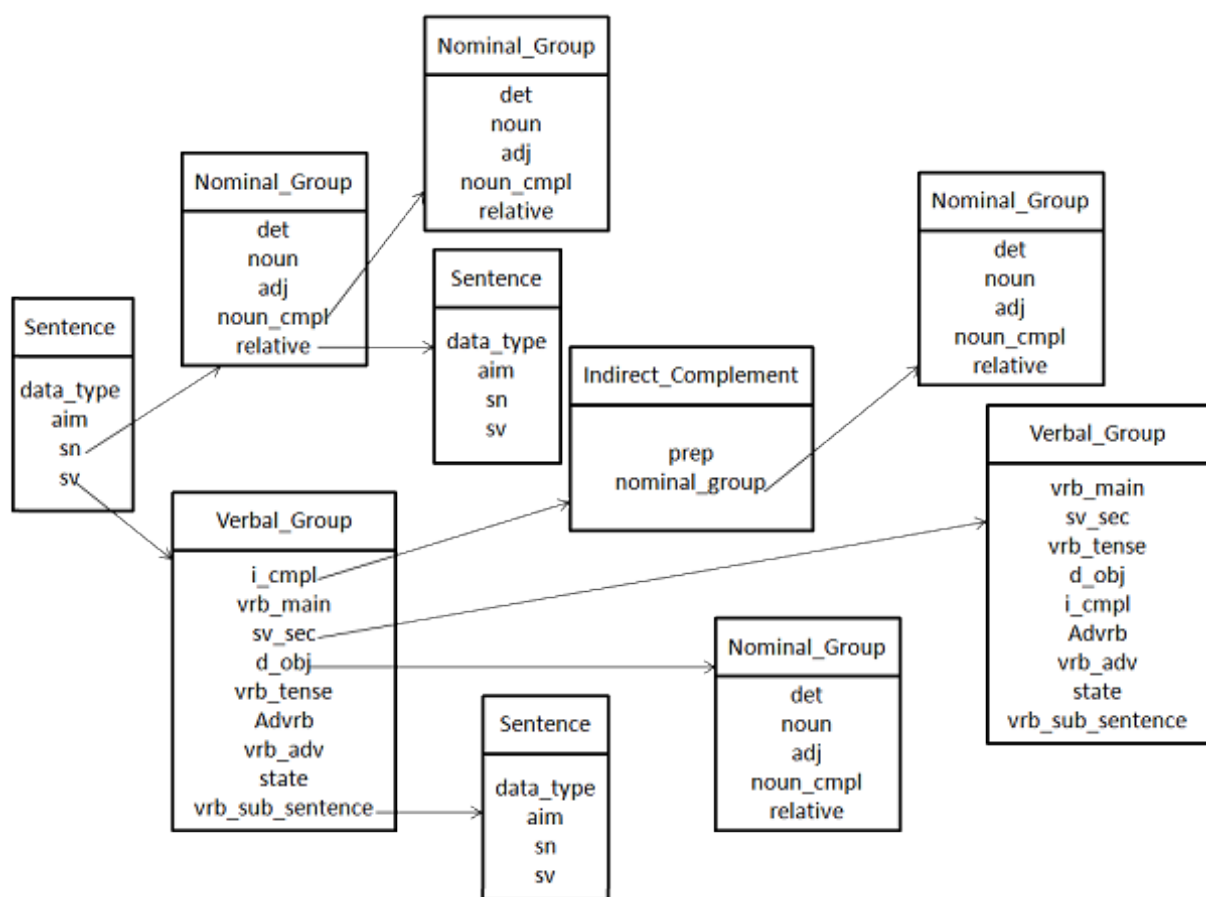 Nominal_Group
det
noun
adj
noun_cmpl
relative
Nominal_Group
det
noun
adj
noun_cmpl
relative
Nominal_Group
det
noun
adj
noun_cmpl
relative
Sentence
data_type
aim
sn
sv
Sentence
data_type
aim
sn
sv
Indirect_Complement
prep
nominal_group
Verbal_Group
vrb_main
sv_sec
vrb_tense
d_obj
i_cmpl
Advrb
vrb_adv
state
vrb_sub_sentence
Verbal_Group
i_cmpl
vrb_main
sv_sec
d_obj
vrb_tense
Advrb
vrb_adv
state
vrb_sub_sentence
Nominal_Group
det
noun
adj
noun_cmpl
relative
Sentence
data_type
aim
sn
sv